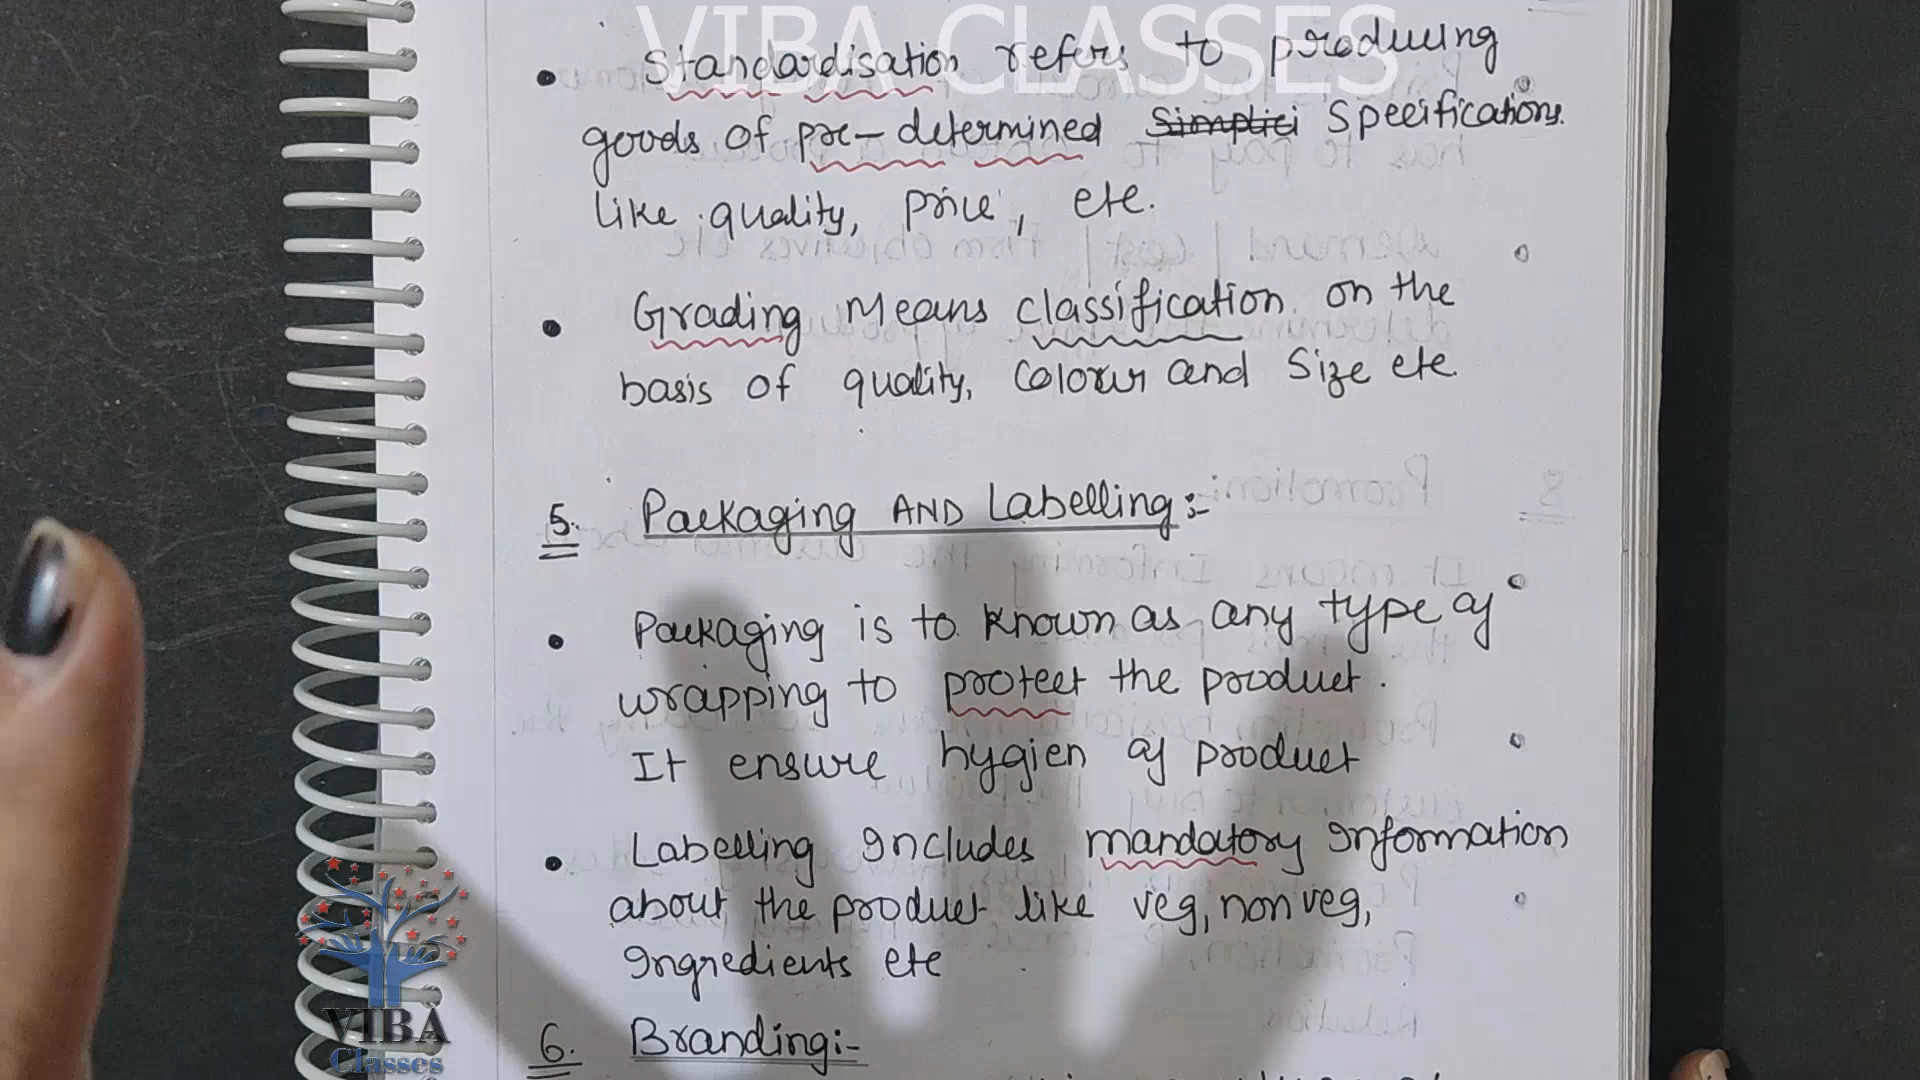 VIBA CLASSES
• Standardisation refers to producing
goods of pre-determined Simplici Specifications.
like quality, price, etc.
• Grading Means classification on the
basis of quality, Colour and Size etc.
5. Packaging AND Labelling:-
• Packaging is to known as any type of
wrapping to protect the product.
It ensure hygien of product
• Labelling Includes mandatory Information
about the product like veg, non veg,
Ingredients etc
6. Branding:-
VIBA
Classes